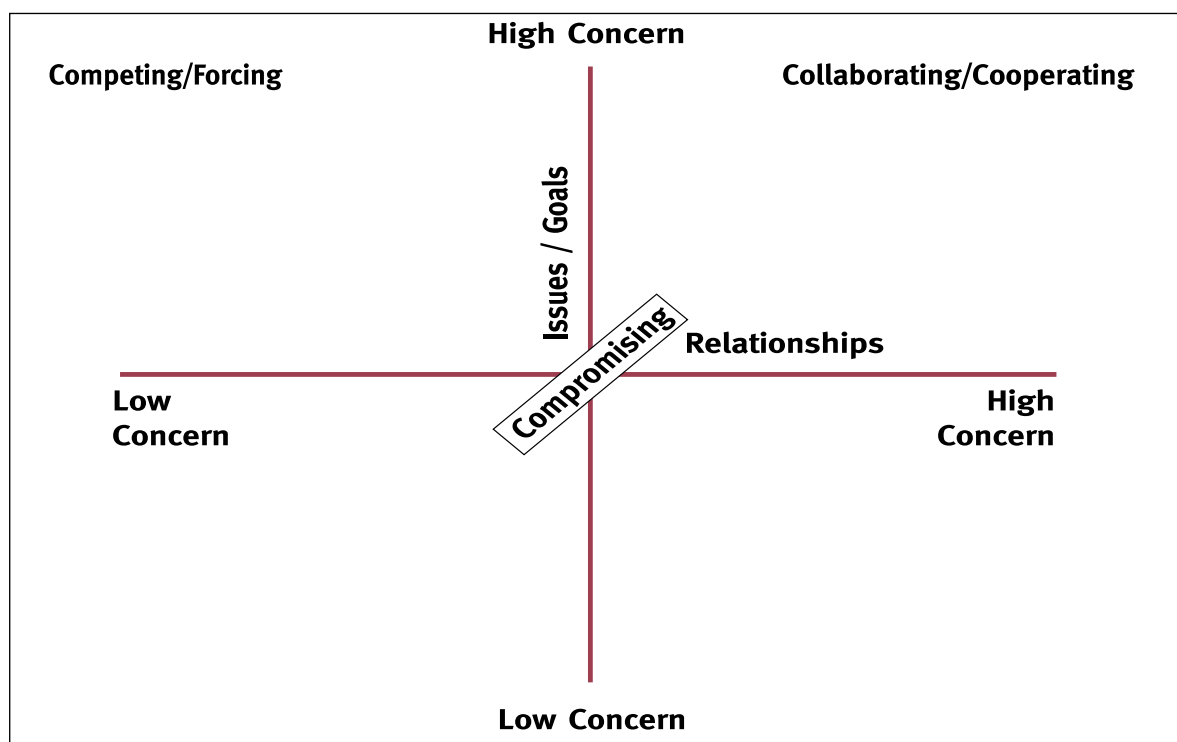 High Concern
Competing/Forcing
Collaborating/Cooperating
Issues / Goals
Compromising
Relationships
Low
Concern
High
Concern
Low Concern